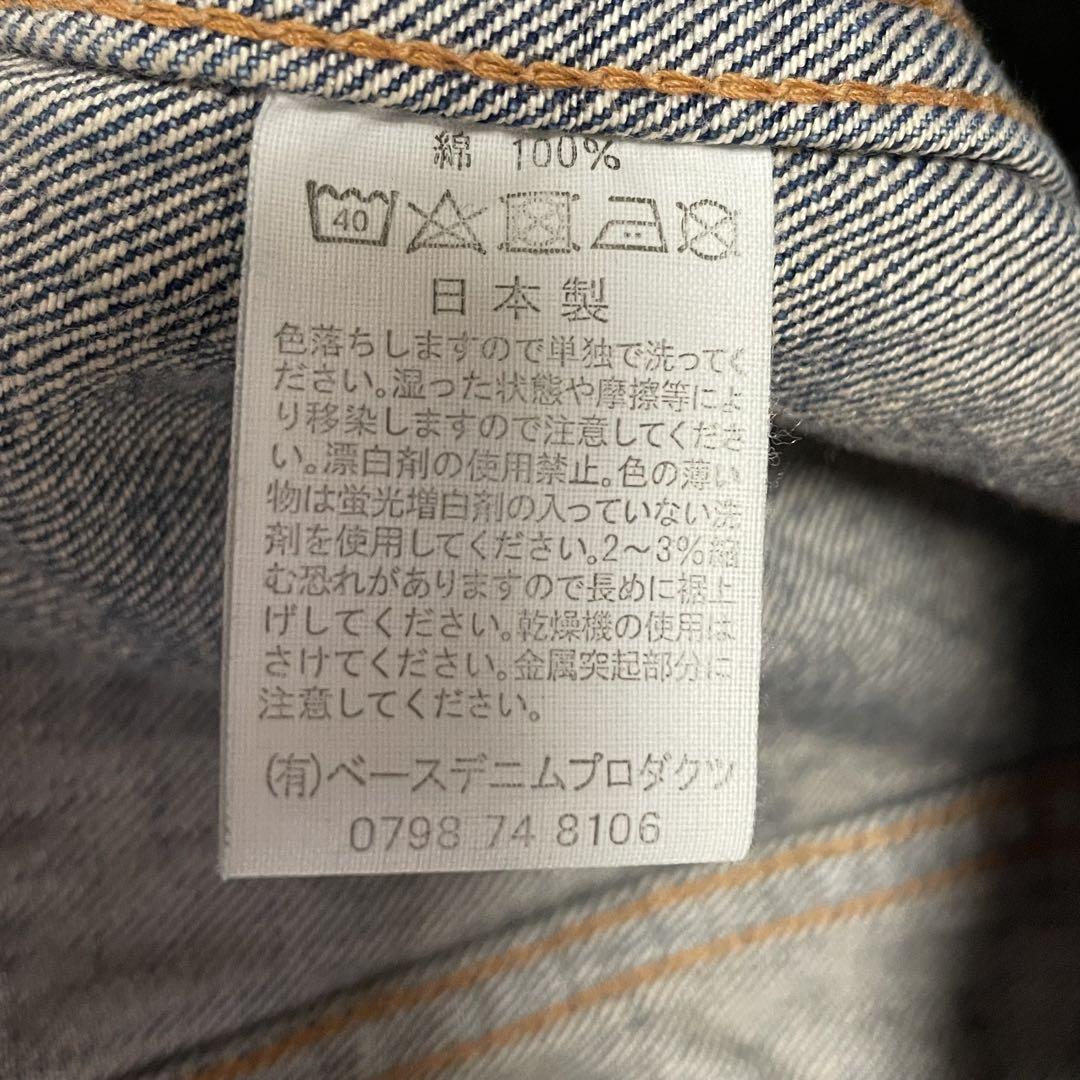 綿 100%
40
日本製
色落ちしますので単独で洗ってく
ださい。湿った状態や摩擦等によ
り移染しますので注意してくださ
い。漂白剤の使用禁止。色の薄い
物は蛍光増白剤の入っていない洗
剤を使用してください。2〜3%縮
む恐れがありますので長めに裾上
げしてください。乾燥機の使用は
さけてください。金属突起部分に
注意してください。
(有)ベースデニムプロダクツ
0798 74 8106